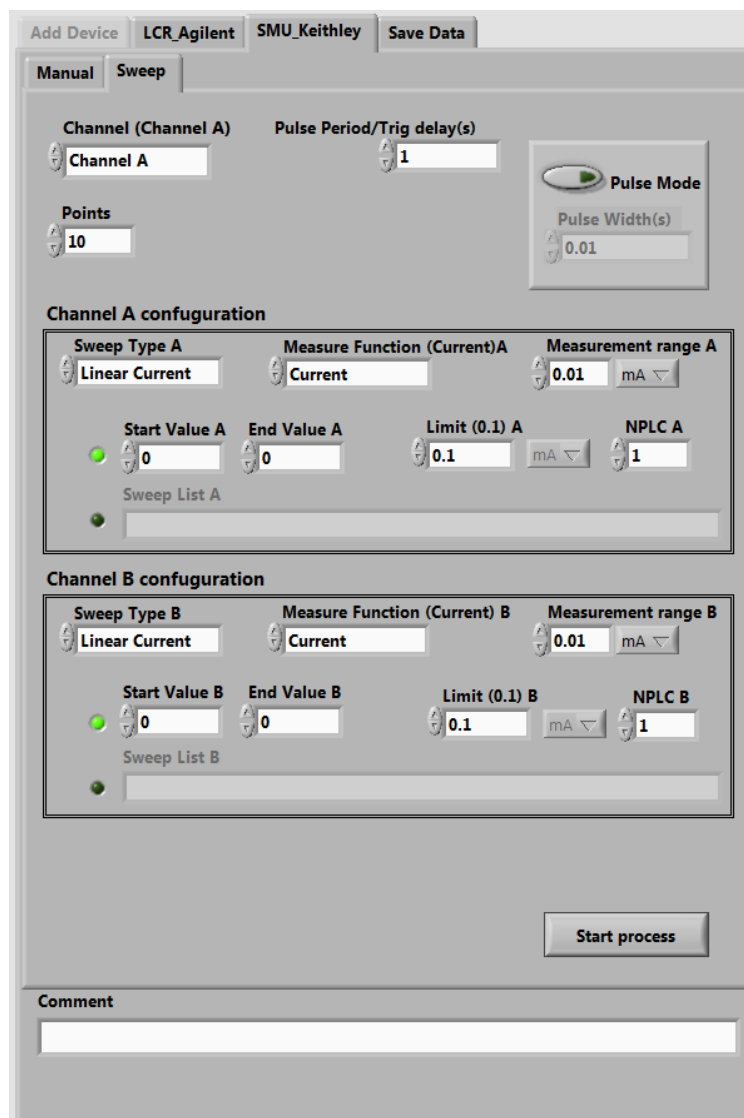 Add Device LCR_Agilent SMU_Keithley Save Data
Manual Sweep
Channel (Channel A) Pulse Period/Trig delay(s)
Channel A 1
Pulse Mode
Points Pulse Width(s)
10 0.01
Channel A confuguration
Sweep Type A Measure Function (Current)A Measurement range A
Linear Current Current 0.01 mA
Start Value A End Value A Limit (0.1) A NPLC A
0 0 0.1 mA 1
Sweep List A
Channel B confuguration
Sweep Type B Measure Function (Current) B Measurement range B
Linear Current Current 0.01 mA
Start Value B End Value B Limit (0.1) B NPLC B
0 0 0.1 mA 1
Sweep List B
Start process
Comment